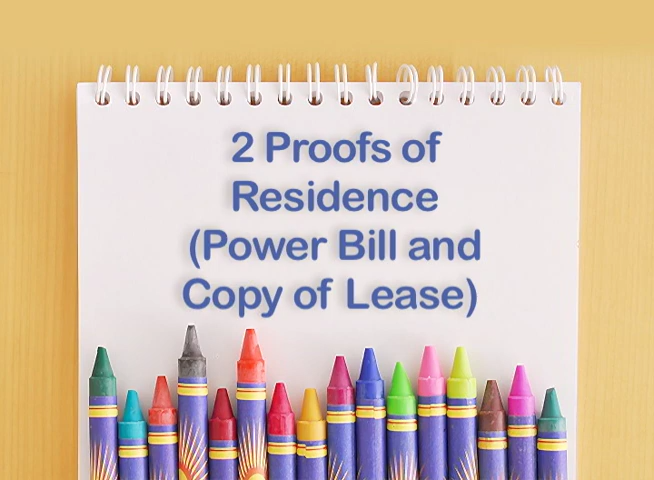 2 Proofs of
Residence
(Power Bill and
Copy of Lease)